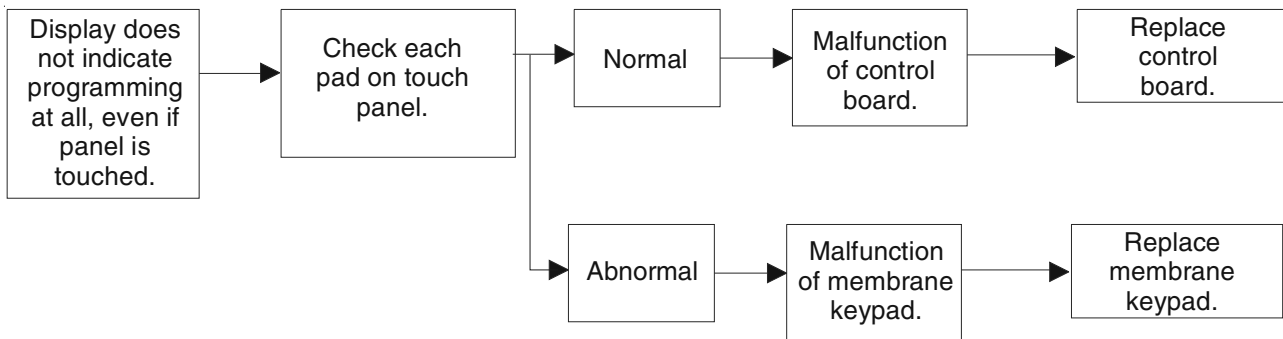 Display does
not indicate
programming
at all, even if
panel is
touched.
Check each
pad on touch
panel.
Normal
Malfunction
of control
board.
Replace
control
board.
Abnormal
Malfunction
of membrane
keypad.
Replace
membrane
keypad.